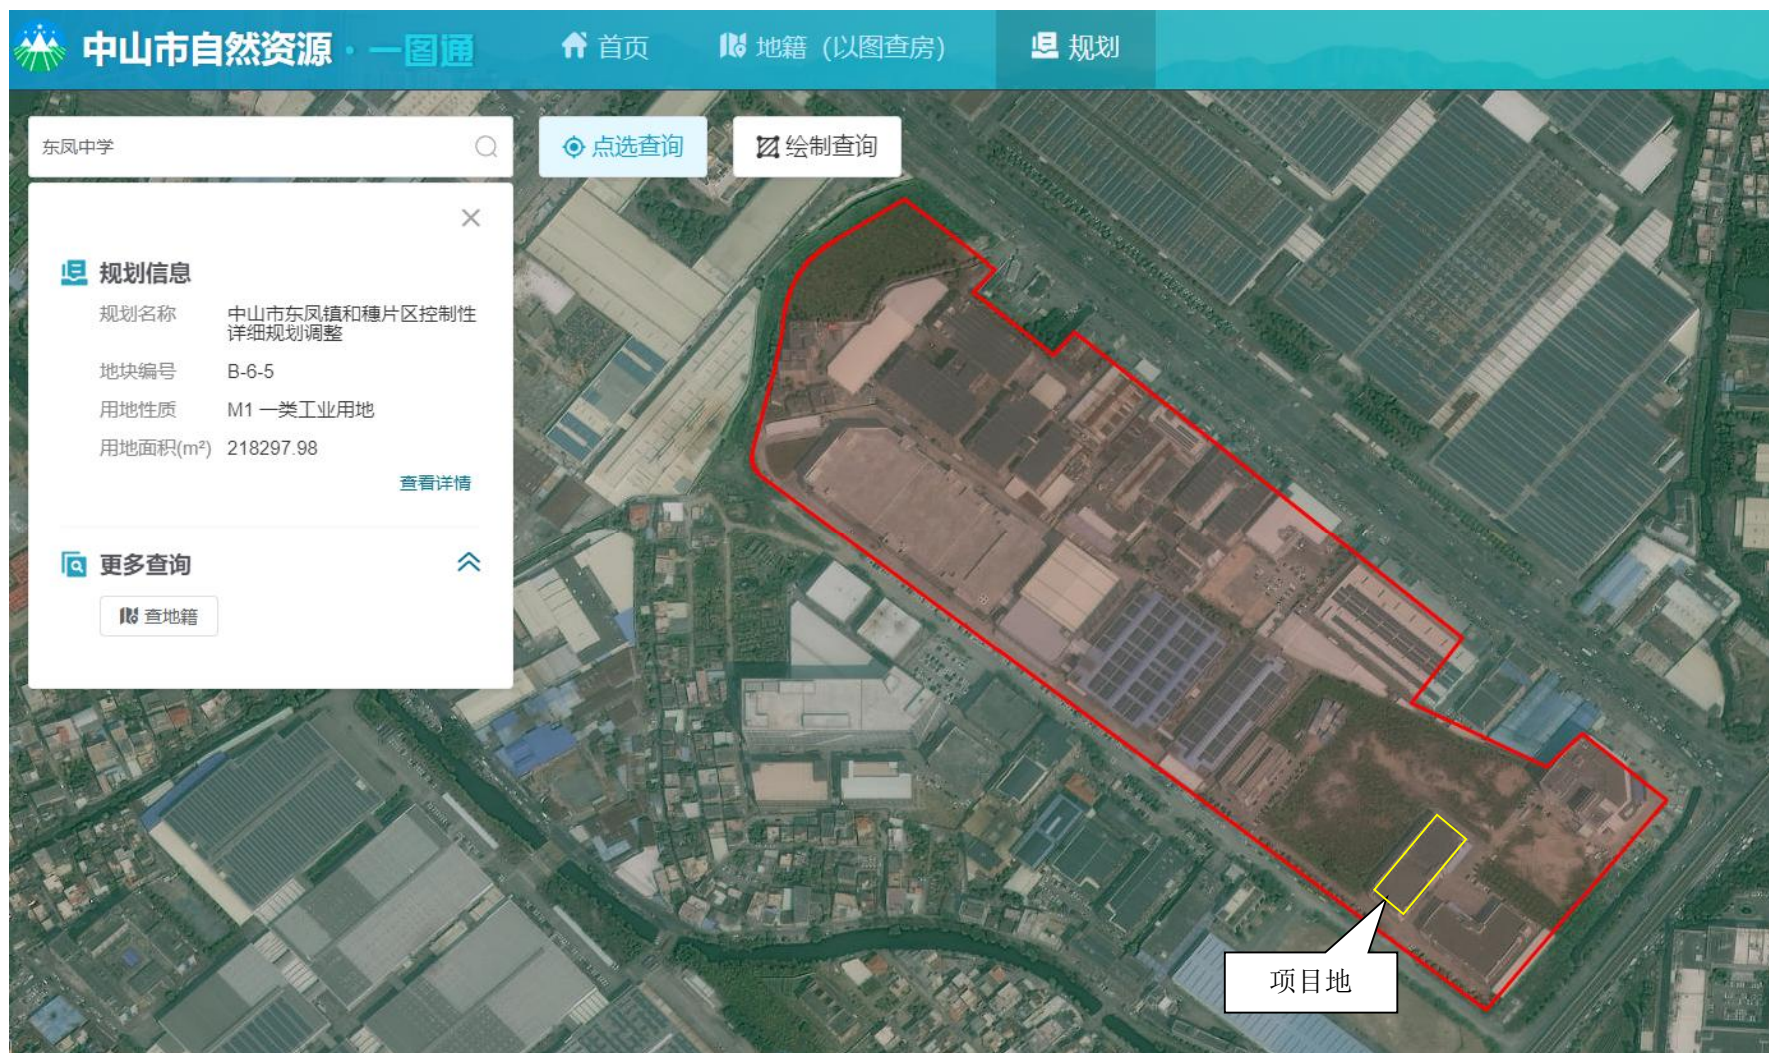 中山市自然资源·一图通
首页
地籍（以图查房）
规划
东凤中学
点选查询
绘制查询
规划信息
规划名称 中山市东凤镇和穗片区控制性
详细规划调整
地块编号 B-6-5
用地性质 M1 一类工业用地
用地面积(m²) 218297.98
查看详情
更多查询
查地籍
项目地